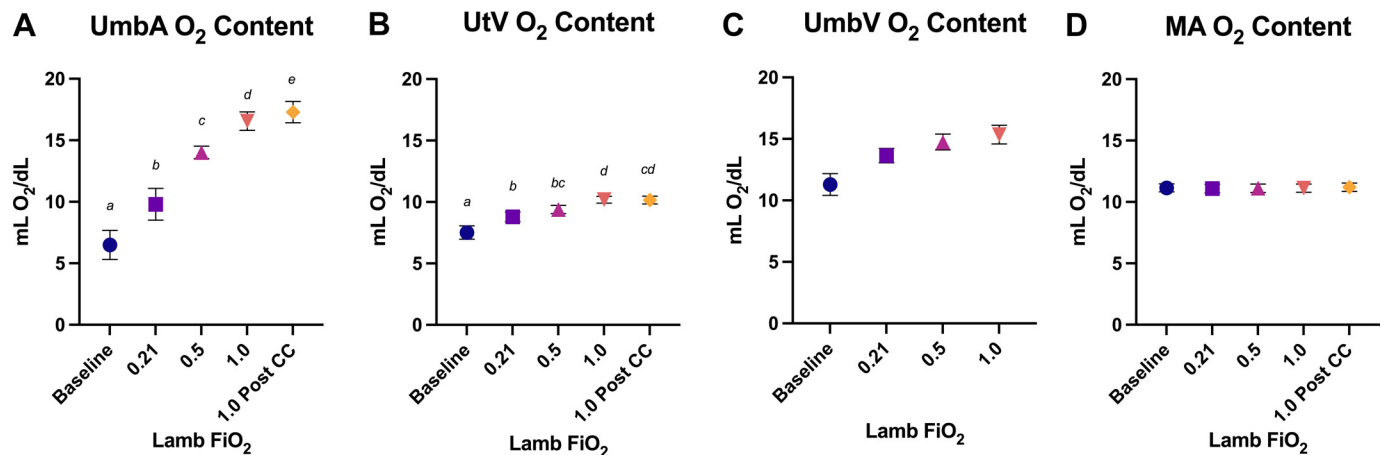 A UmbA O2 Content
mL O2/dL
20
15
10
5
0
a
b
c
d
e
Baseline
0.21
0.5
1.0
1.0 Post CC
Lamb FiO2
B UtV O2 Content
mL O2/dL
20
15
10
5
0
a
b
bc
d
cd
Baseline
0.21
0.5
1.0
1.0 Post CC
Lamb FiO2
C UmbV O2 Content
mL O2/dL
20
15
10
5
0
Baseline
0.21
0.5
1.0
Lamb FiO2
D MA O2 Content
mL O2/dL
20
15
10
5
0
Baseline
0.21
0.5
1.0
1.0 Post CC
Lamb FiO2